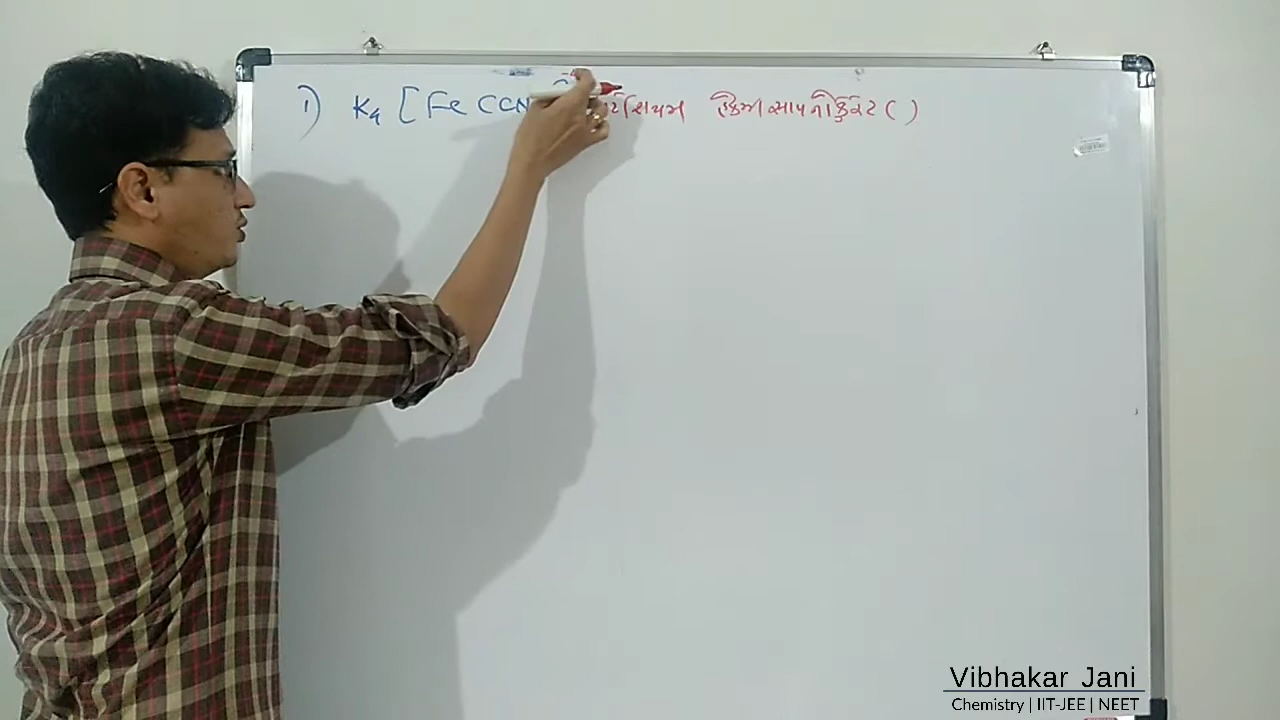 1) K4 [Fe (CN પોટેશિયમ હેક્ઝાસાયનોફેરેટ ( )
Vibhakar Jani
Chemistry | IIT-JEE | NEET